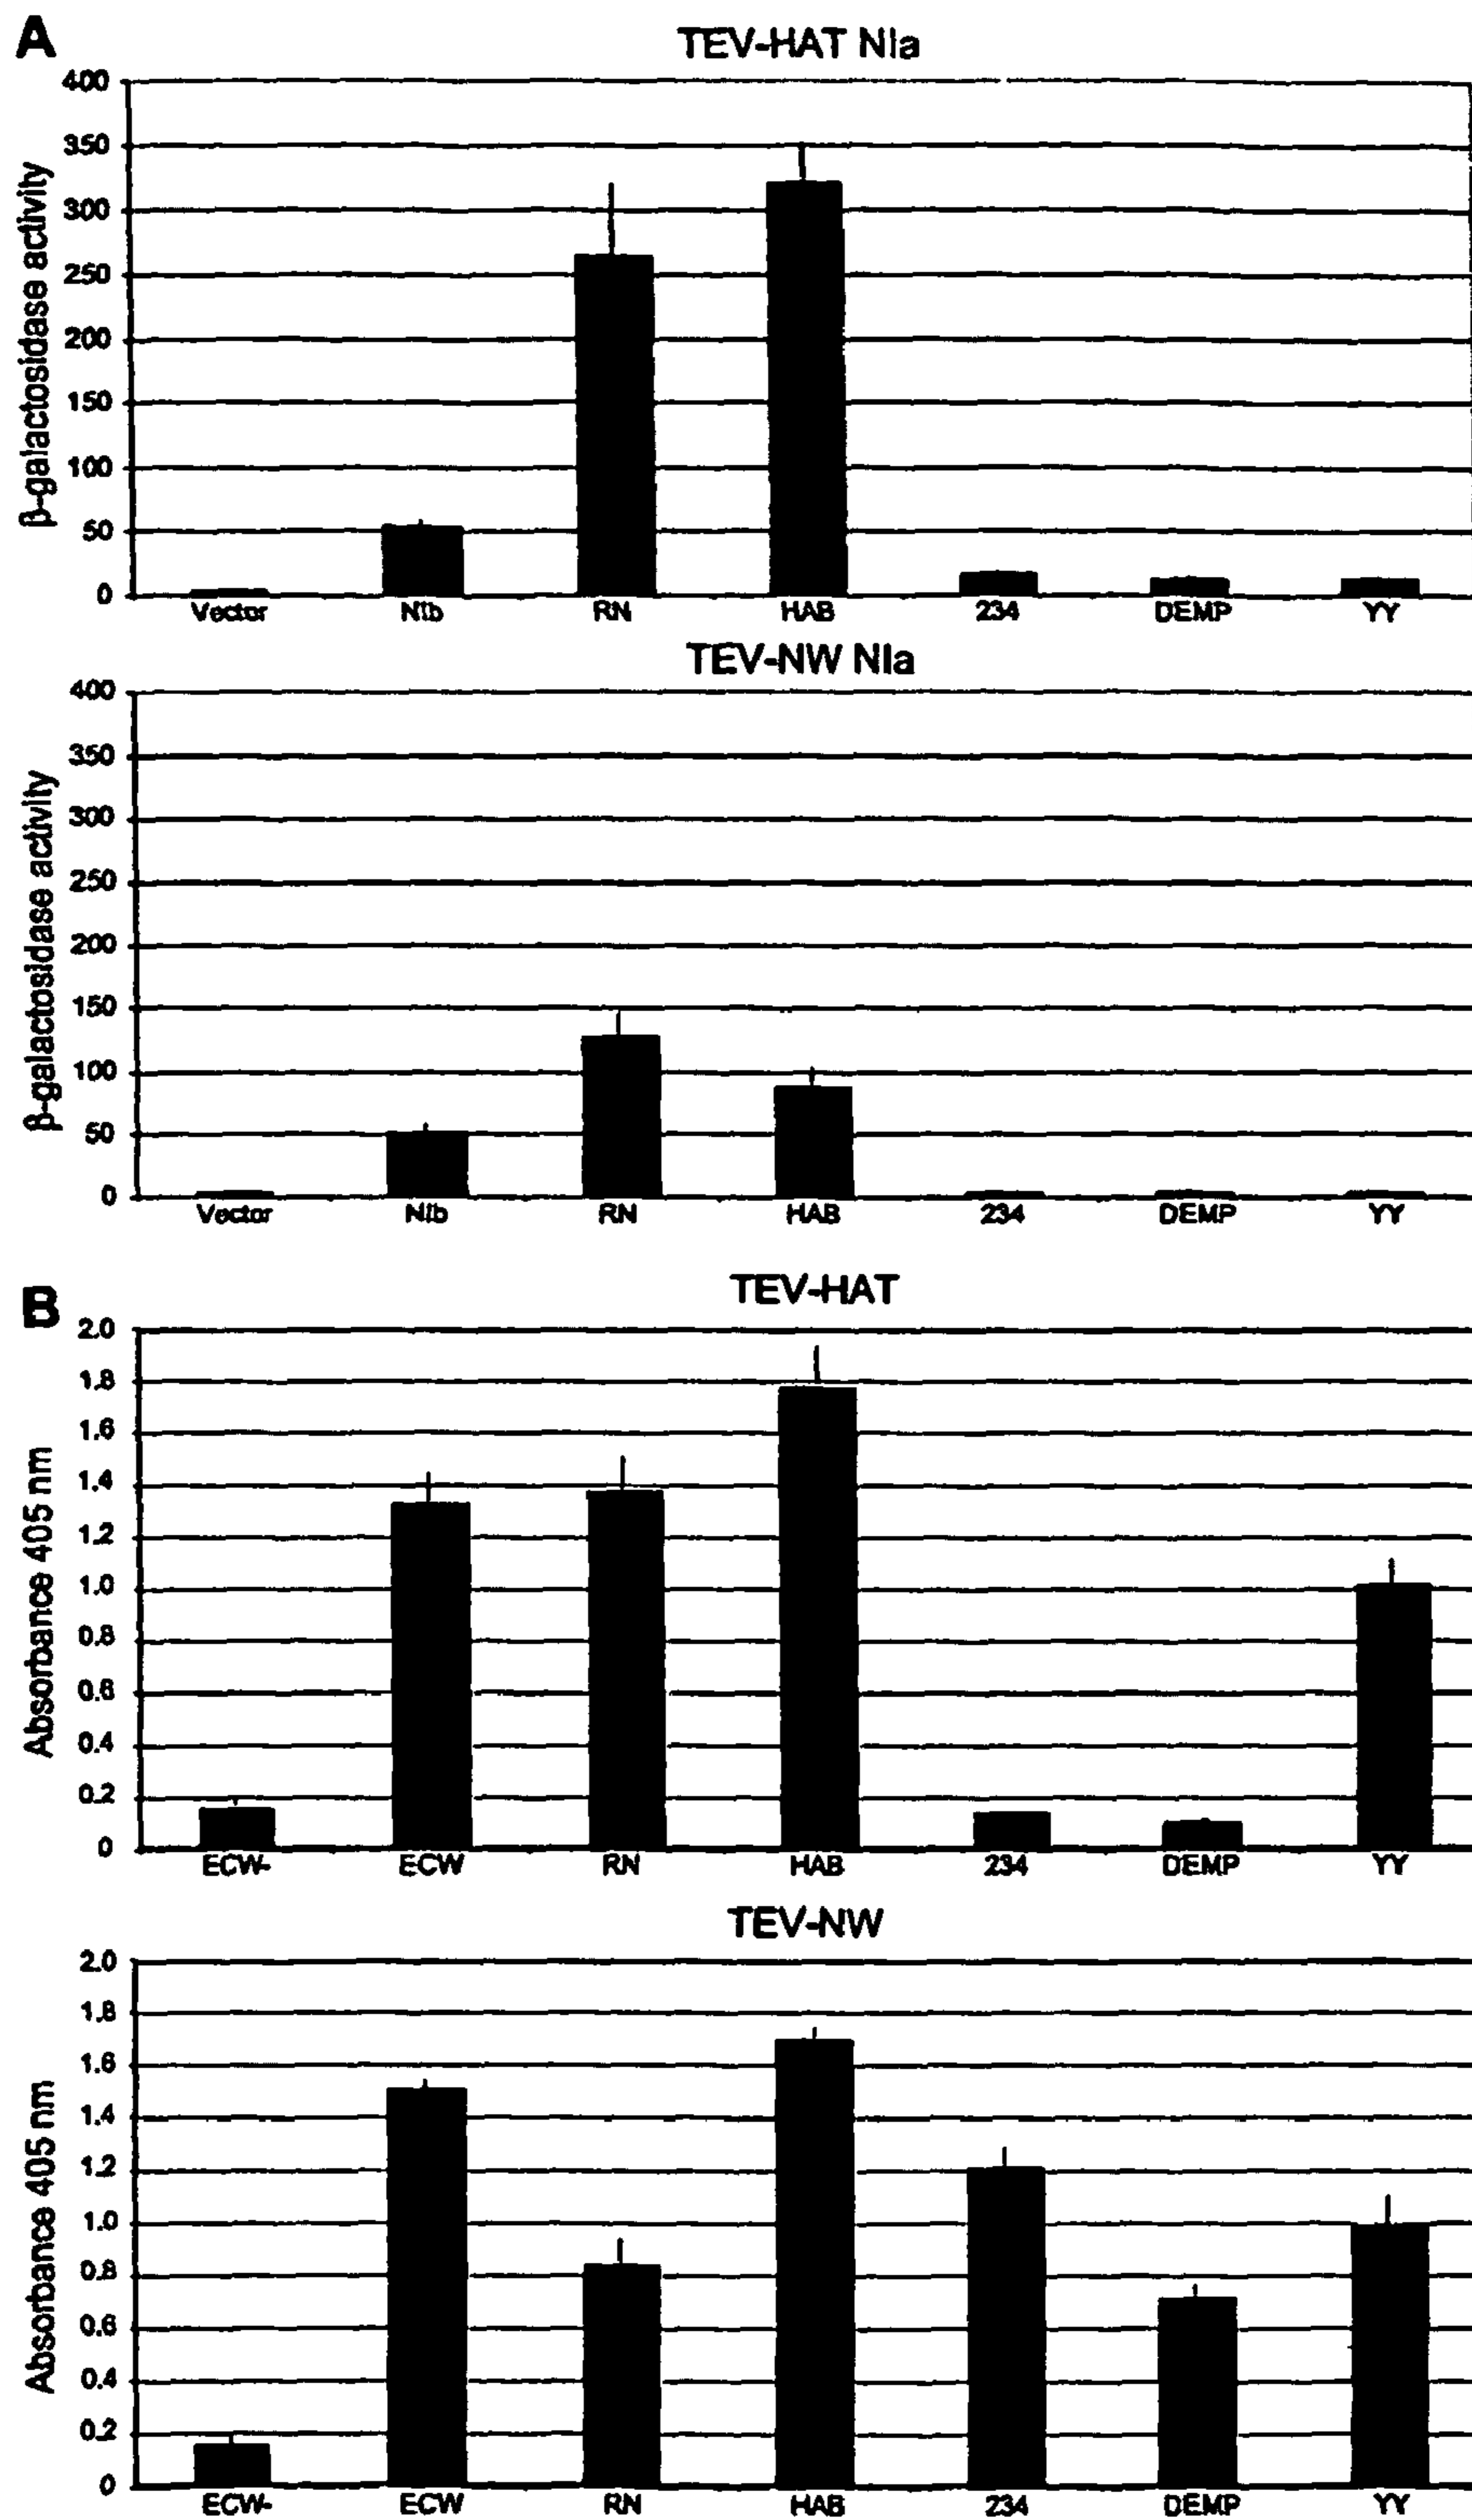 A
TEV-HAT NIa
β-galactosidase activity
400
350
300
250
200
150
100
50
0
Vector NIb RN HAB 234 DEMP YY
TEV-NW NIa
β-galactosidase activity
400
350
300
250
200
150
100
50
0
Vector NIb RN HAB 234 DEMP YY
B
TEV-HAT
Absorbance 405 nm
2.0
1.8
1.6
1.4
1.2
1.0
0.8
0.6
0.4
0.2
0
ECW- ECW RN HAB 234 DEMP YY
TEV-NW
Absorbance 405 nm
2.0
1.8
1.6
1.4
1.2
1.0
0.8
0.6
0.4
0.2
0
ECW- ECW RN HAB 234 DEMP YY